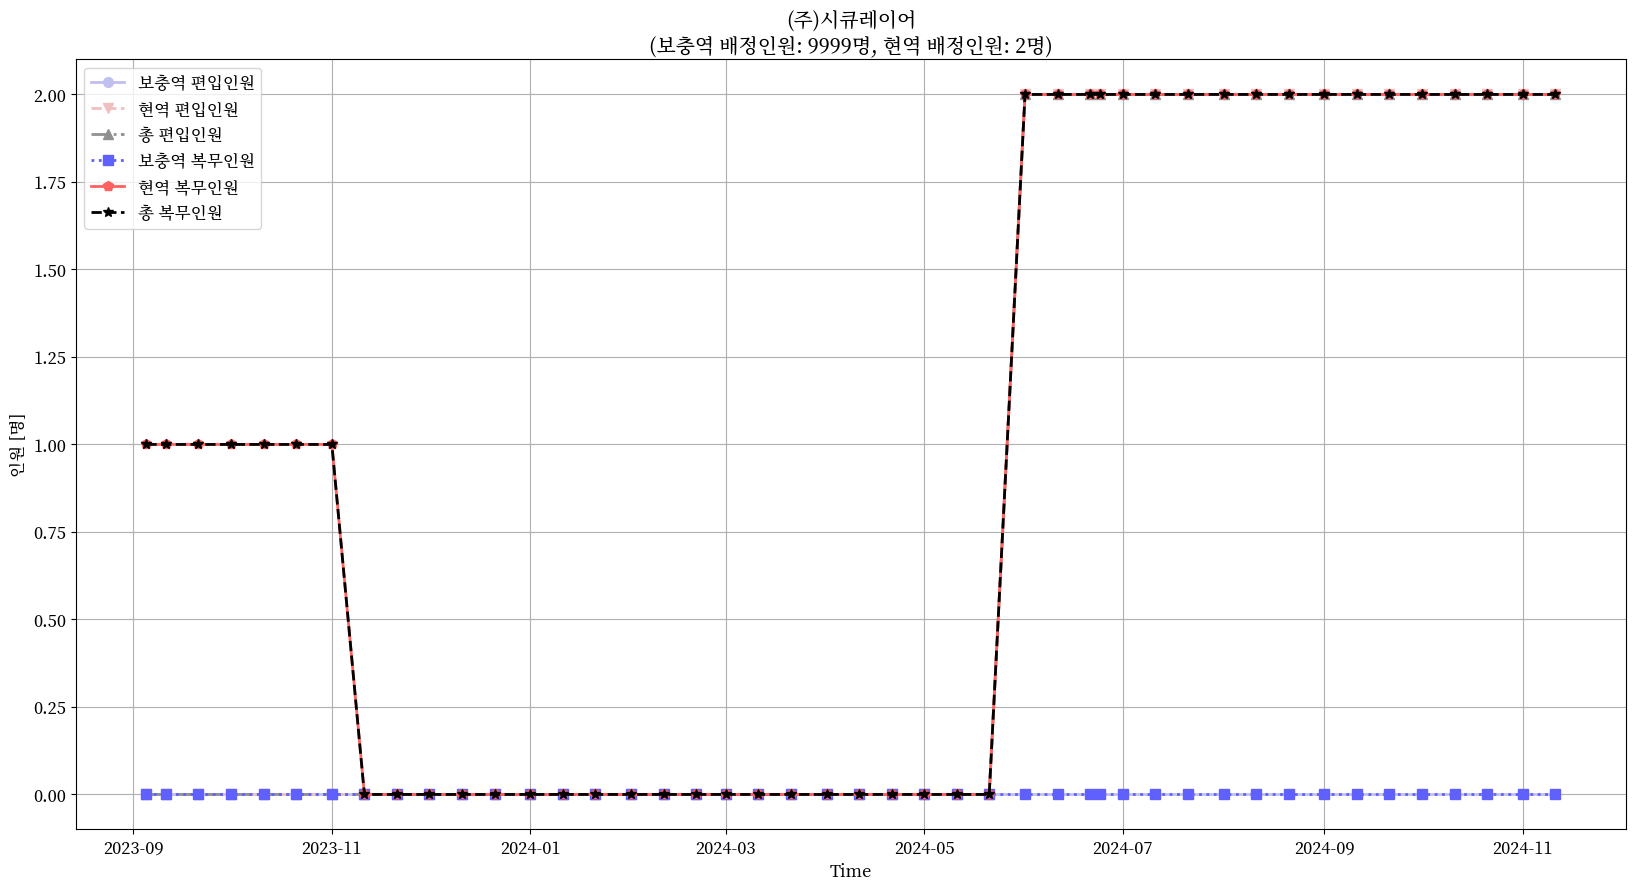 (주)시큐레이어
(보충역 배정인원: 9999명, 현역 배정인원: 2명)
보충역 편입인원
현역 편입인원
총 편입인원
보충역 복무인원
현역 복무인원
총 복무인원
2.00
1.75
1.50
1.25
1.00
0.75
0.50
0.25
0.00
인원 [명]
2023-09
2023-11
2024-01
2024-03
2024-05
2024-07
2024-09
2024-11
Time